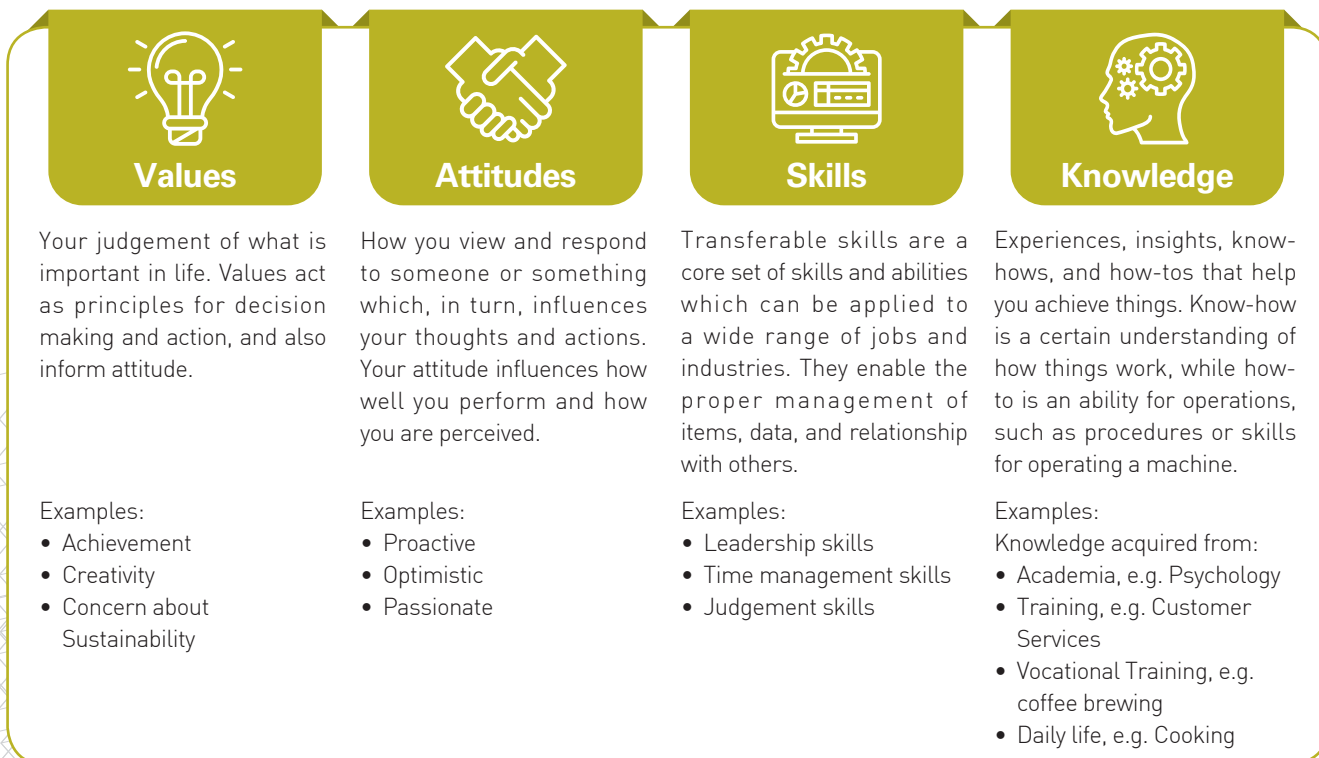 Values
Your judgement of what is
important in life. Values act
as principles for decision
making and action, and also
inform attitude.
Examples:
• Achievement
• Creativity
• Concern about
Sustainability
Attitudes
How you view and respond
to someone or something
which, in turn, influences
your thoughts and actions.
Your attitude influences how
well you perform and how
you are perceived.
Examples:
• Proactive
• Optimistic
• Passionate
Skills
Transferable skills are a
core set of skills and abilities
which can be applied to
a wide range of jobs and
industries. They enable the
proper management of
items, data, and relationship
with others.
Examples:
• Leadership skills
• Time management skills
• Judgement skills
Knowledge
Experiences, insights, know-
hows, and how-tos that help
you achieve things. Know-how
is a certain understanding of
how things work, while how-
to is an ability for operations,
such as procedures or skills
for operating a machine.
Examples:
Knowledge acquired from:
• Academia, e.g. Psychology
• Training, e.g. Customer
Services
• Vocational Training, e.g.
coffee brewing
• Daily life, e.g. Cooking